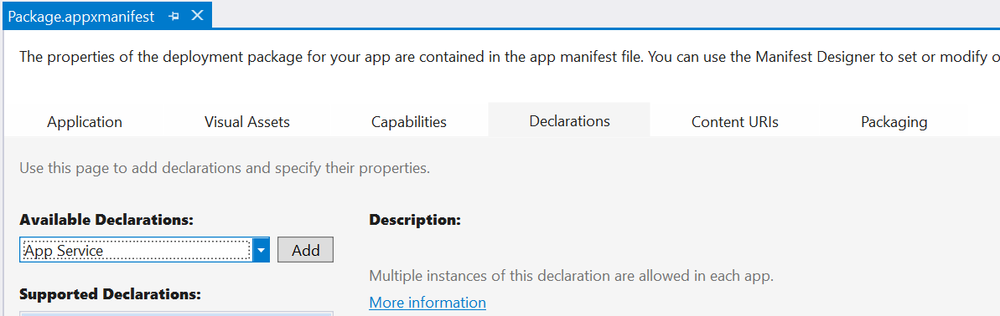 Package.appxmanifest
The properties of the deployment package for your app are contained in the app manifest file. You can use the Manifest Designer to set or modify o
Application Visual Assets Capabilities Declarations Content URIs Packaging
Use this page to add declarations and specify their properties.
Available Declarations: Description:
App Service Add
Multiple instances of this declaration are allowed in each app.
Supported Declarations:
More information